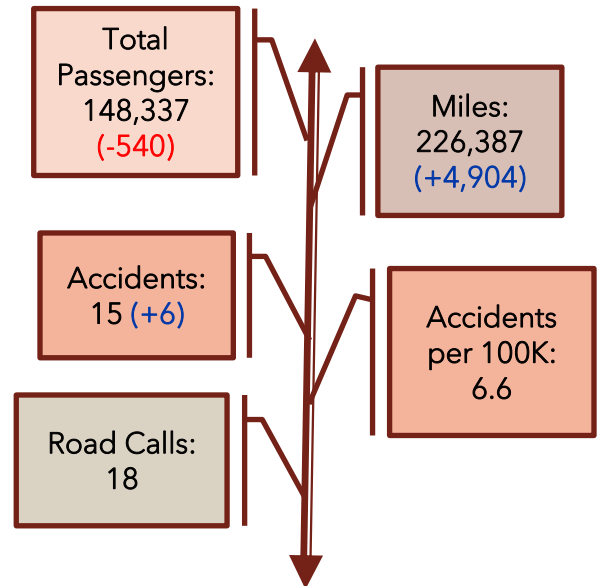 Total
Passengers:
148,337
(-540)
Miles:
226,387
(+4,904)
Accidents:
15 (+6)
Accidents
per 100K:
6.6
Road Calls:
18